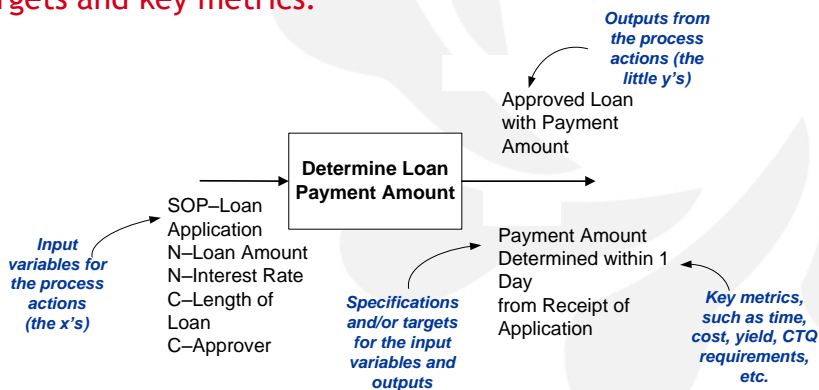 rgets and key metrics.
Outputs from
the process
actions (the
little y's)
Approved Loan
with Payment
Amount
Determine Loan
Payment Amount
SOP–Loan
Application
N–Loan Amount
N–Interest Rate
C–Length of
Loan
C–Approver
Input
variables for
the process
actions
(the x's)
Payment Amount
Determined within 1
Day
from Receipt of
Application
Specifications
and/or targets
for the input
variables and
outputs
Key metrics,
such as time,
cost, yield, CTQ
requirements,
etc.